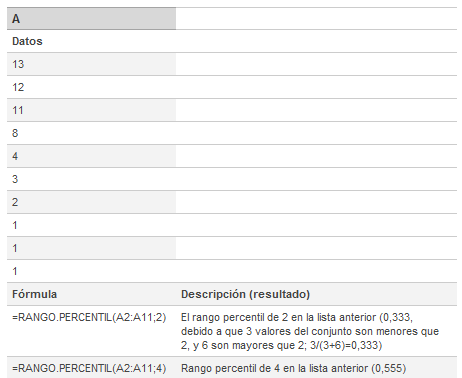 A
Datos
13
12
11
8
4
3
2
1
1
1
Fórmula Descripción (resultado)
=RANGO.PERCENTIL(A2:A11;2) El rango percentil de 2 en la lista anterior (0,333,
debido a que 3 valores del conjunto son menores que
2, y 6 son mayores que 2; 3/(3+6)=0,333)
=RANGO.PERCENTIL(A2:A11;4) Rango percentil de 4 en la lista anterior (0,555)